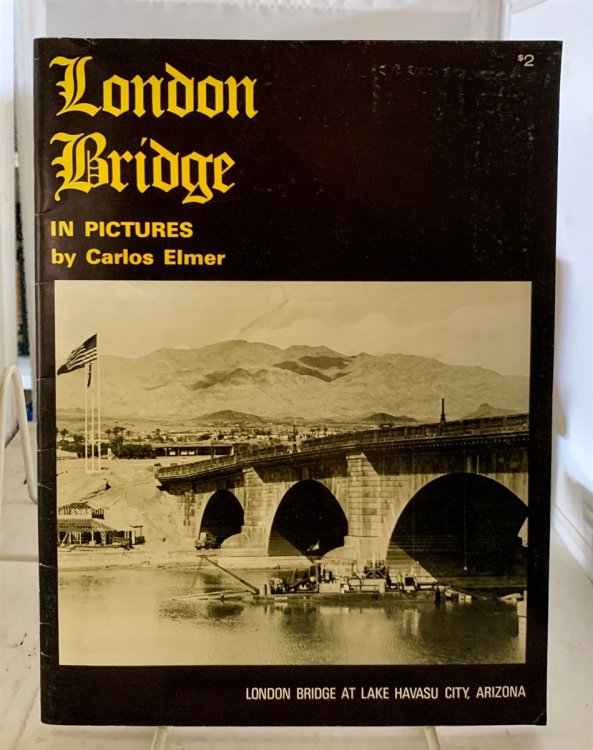 $2
London
Bridge
IN PICTURES
by Carlos Elmer
LONDON BRIDGE AT LAKE HAVASU CITY, ARIZONA